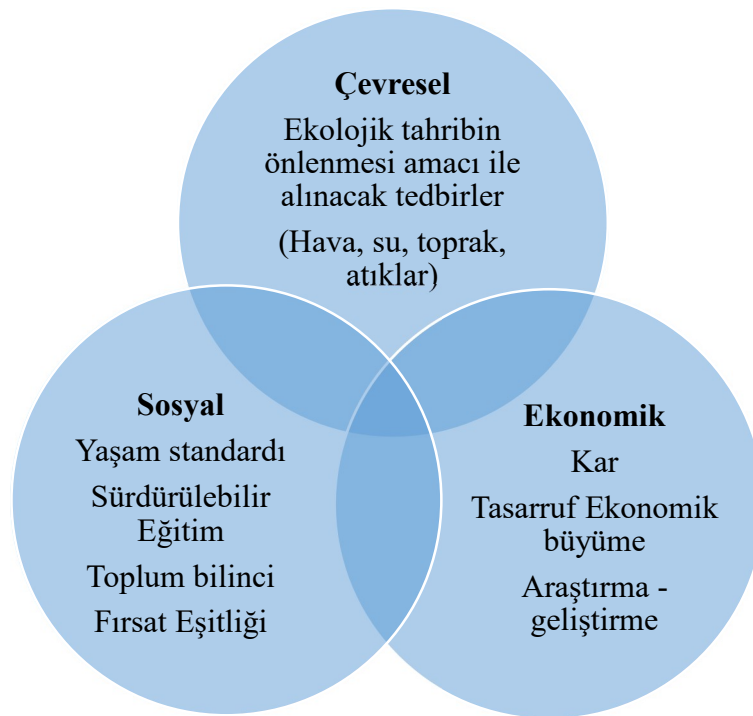 Çevresel
Ekolojik tahribin
önlenmesi amacı ile
alınacak tedbirler
(Hava, su, toprak,
atıklar)
Sosyal
Yaşam standardı
Sürdürülebilir
Eğitim
Toplum bilinci
Fırsat Eşitliği
Ekonomik
Kar
Tasarruf Ekonomik
büyüme
Araştırma -
geliştirme